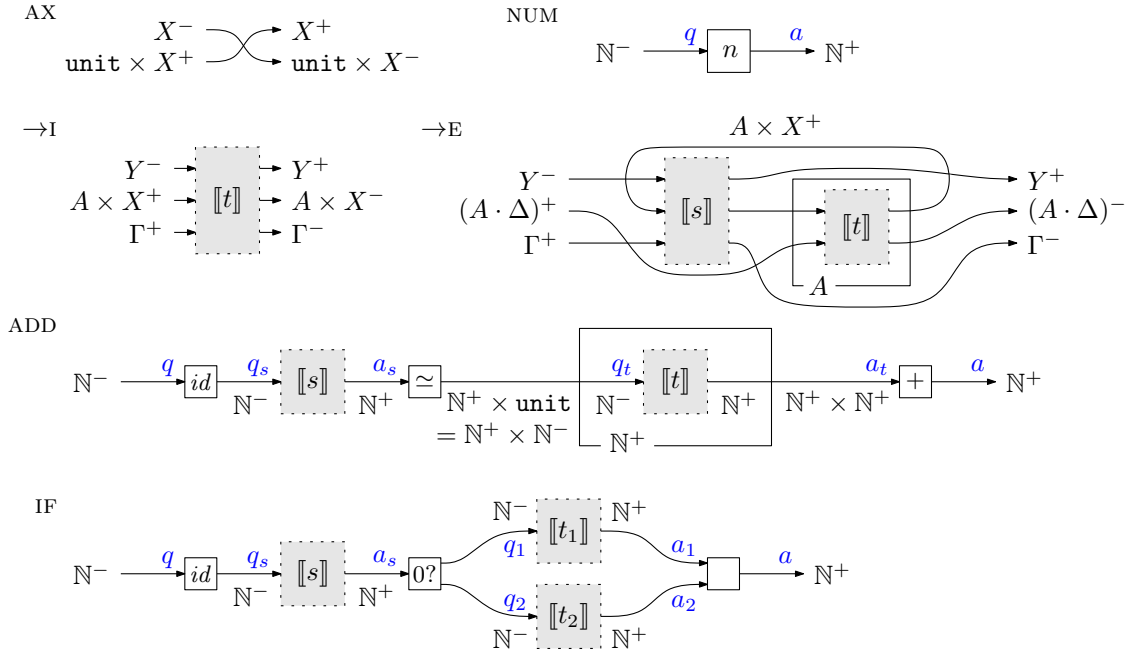 AX
X⁻ X⁺
unit × X⁺ unit × X⁻
NUM
ℕ⁻ q n a ℕ⁺
→I
Y⁻ Y⁺
A × X⁺ ⟦t⟧ A × X⁻
Γ⁺ Γ⁻
→E
A × X⁺
Y⁻ Y⁺
(A · Δ)⁺ ⟦s⟧ ⟦t⟧ (A · Δ)⁻
Γ⁺ Γ⁻
A
ADD
q q_s a_s q_t a_t a
ℕ⁻ id ⟦s⟧ ≃ ⟦t⟧ + ℕ⁺
ℕ⁻ ℕ⁺ ℕ⁺ × unit ℕ⁻ ℕ⁺ ℕ⁺ × ℕ⁺
= ℕ⁺ × ℕ⁻ ℕ⁺
IF
ℕ⁻ ⟦t₁⟧ ℕ⁺
q q_s a_s q₁ a₁ a
ℕ⁻ id ⟦s⟧ 0? ℕ⁺
ℕ⁻ ℕ⁺ q₂ ⟦t₂⟧ a₂
ℕ⁻ ℕ⁺